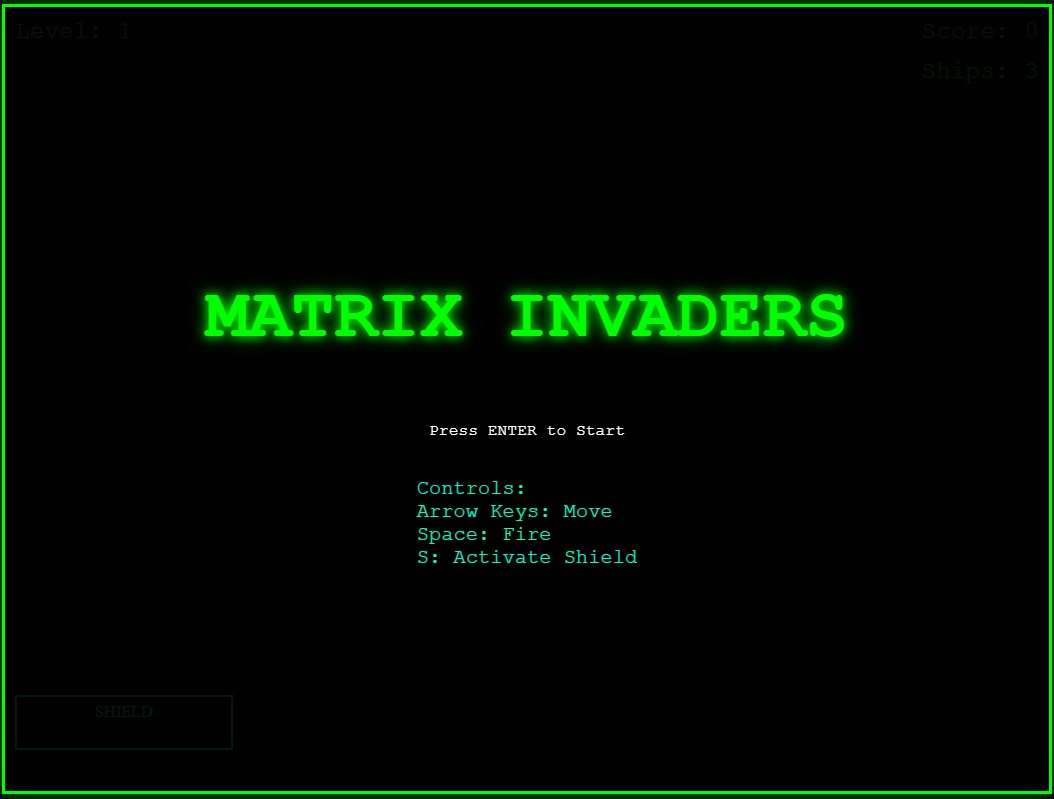 Level: 1
Score: 0
Ships: 3
MATRIX INVADERS
Press ENTER to Start
Controls:
Arrow Keys: Move
Space: Fire
S: Activate Shield
SHIELD